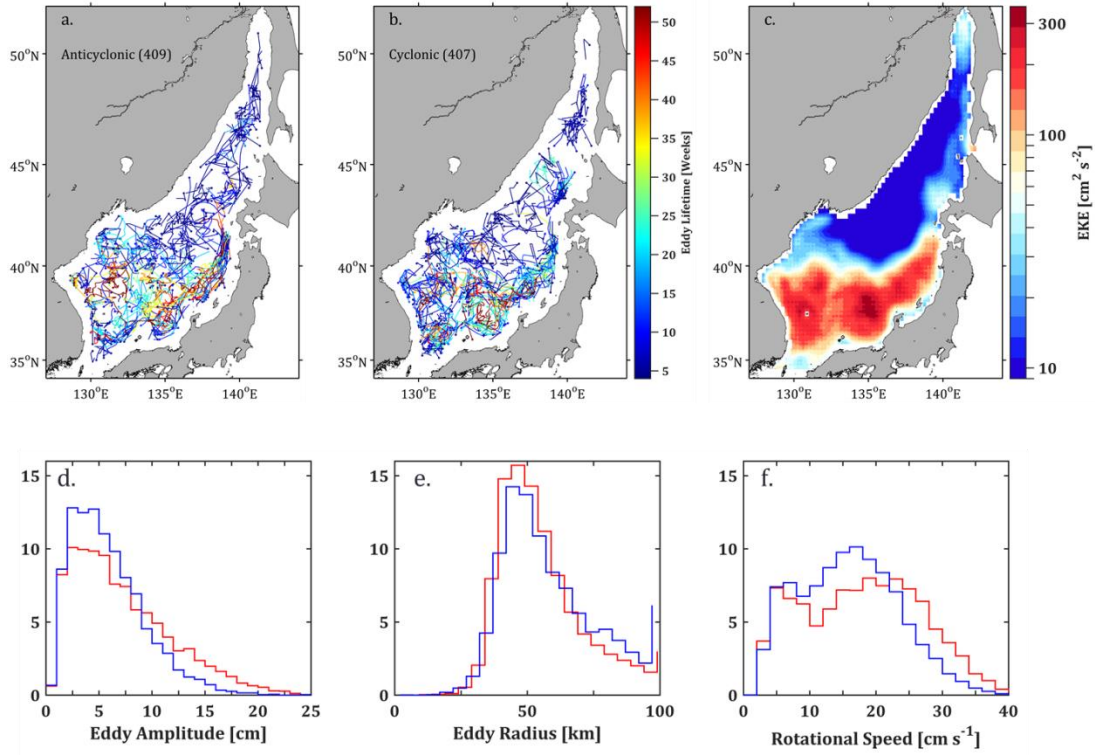 a.
Anticyclonic (409)
50°N
45°N
40°N
35°N
130°E
135°E
140°E
b.
Cyclonic (407)
50°N
45°N
40°N
35°N
130°E
135°E
140°E
50
45
40
35
30
25
20
15
10
5
Eddy Lifetime [Weeks]
c.
50°N
45°N
40°N
35°N
130°E
135°E
140°E
300
100
10
EKE [cm² s⁻²]
d.
15
10
5
0
0
5
10
15
20
25
Eddy Amplitude [cm]
e.
15
10
5
0
0
25
50
75
100
Eddy Radius [km]
f.
15
10
5
0
0
10
20
30
40
Rotational Speed [cm s⁻¹]